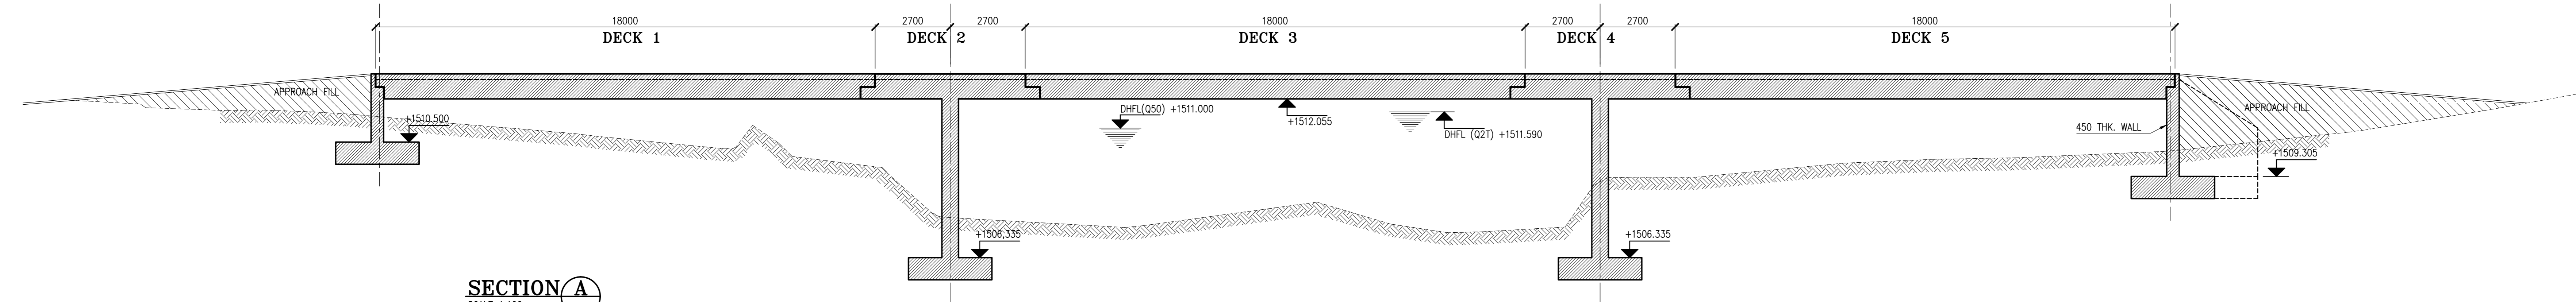 18000 2700 2700 18000 2700 2700 18000
DECK 1 DECK 2 DECK 3 DECK 4 DECK 5
APPROACH FILL
+1510.500
DHFL(Q50) +1511.000
+1512.055
DHFL (Q2T) +1511.590
450 THK. WALL
APPROACH FILL
+1509.305
+1506,335
+1506.335
SECTION A